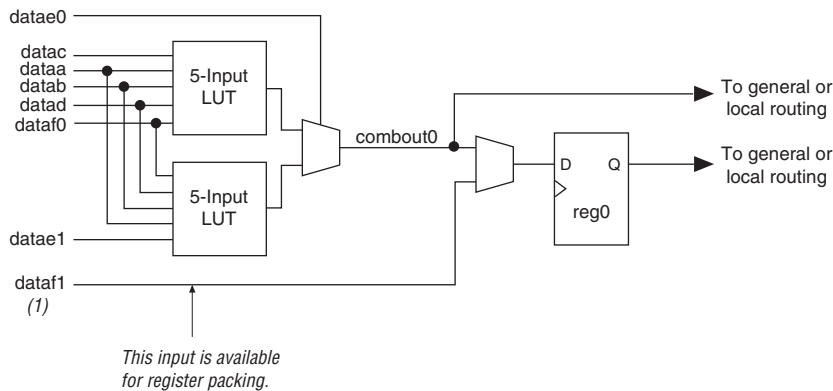 datae0
datac
dataa
datab
datad
dataf0
5-Input
LUT
combout0
To general or
local routing
5-Input
LUT
D Q
reg0
To general or
local routing
datae1
dataf1
(1)
This input is available
for register packing.